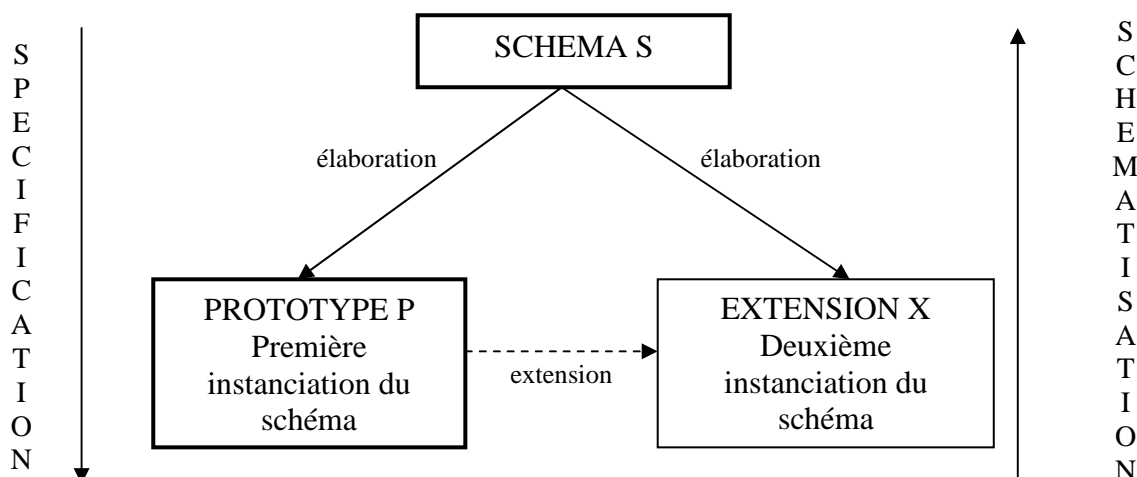 SPECIFICATION
SCHEMA S
SCHEMATISATION
élaboration
élaboration
PROTOTYPE P
Première
instanciation du
schéma
extension
EXTENSION X
Deuxième
instanciation du
schéma